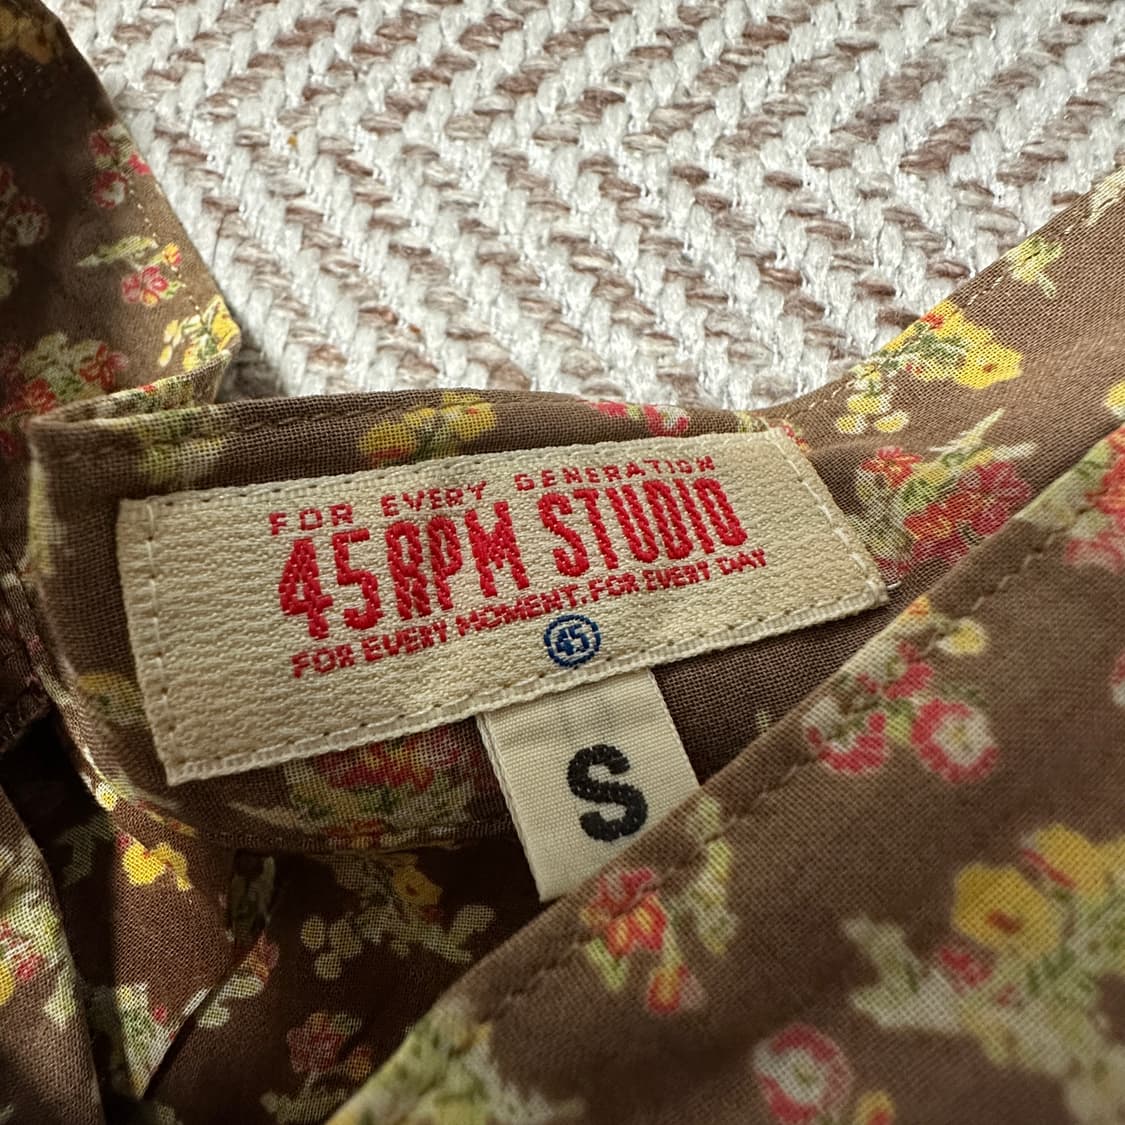 FOR EVERY GENERATION
45RPM STUDIO
FOR EVERY MOMENT, FOR EVERY DAY
45
S